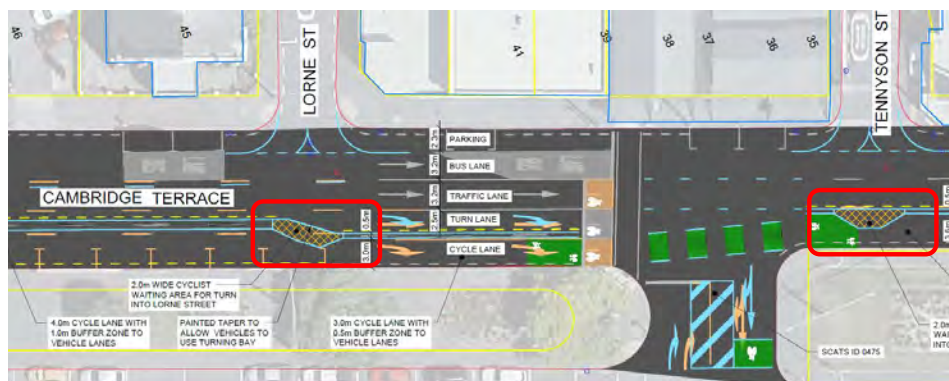 46
45
LORNE ST
41
39
38
37
36
35
TENNYSON ST
2.3m
PARKING
3.2m
BUS LANE
3.2m
TRAFFIC LANE
CAMBRIDGE TERRACE
0.5m
2.5m
TURN LANE
0.5m
3.0m
CYCLE LANE
2.0m WIDE CYCLIST
WAITING AREA FOR TURN
INTO LORNE STREET
4.0m CYCLE LANE WITH
1.0m BUFFER ZONE TO
VEHICLE LANES
PAINTED TAPER TO
ALLOW VEHICLES TO
USE TURNING BAY
3.0m CYCLE LANE WITH
0.5m BUFFER ZONE TO
VEHICLE LANES
SCATS ID 0475
2.0m
WAI
INTO